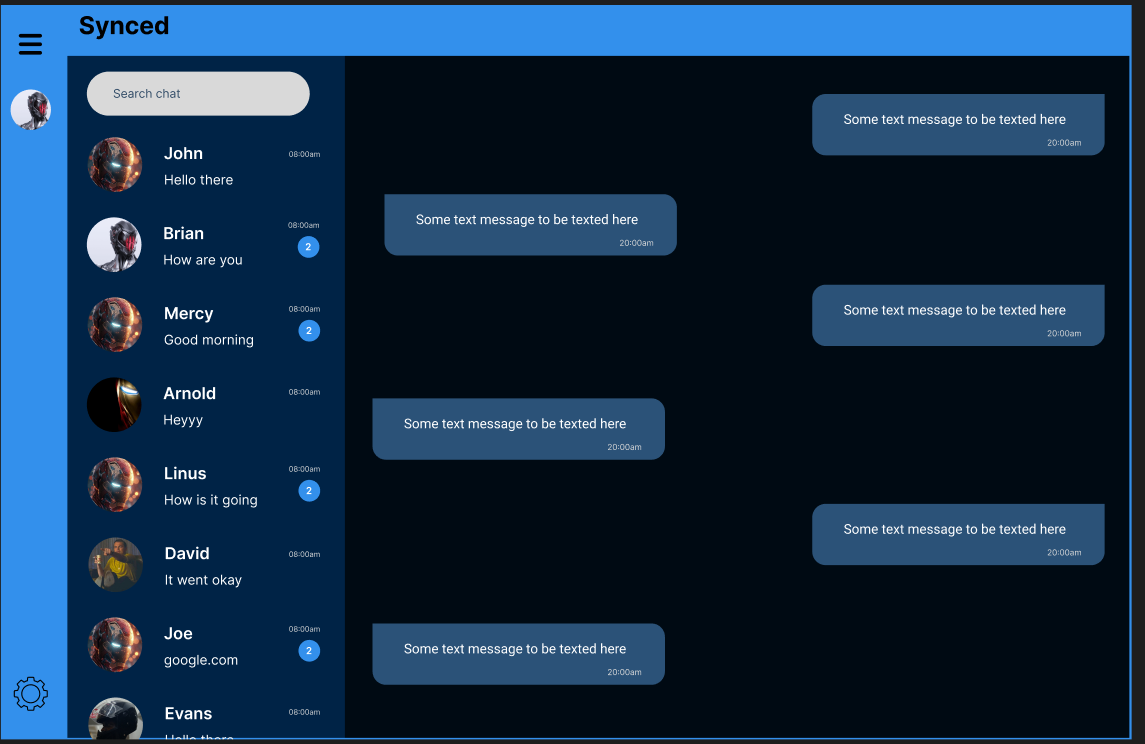 Synced
Search chat
John
08:00am
Hello there
Brian
08:00am
2
How are you
Mercy
08:00am
2
Good morning
Arnold
08:00am
Heyyy
Linus
08:00am
2
How is it going
David
08:00am
It went okay
Joe
08:00am
2
google.com
Evans
08:00am
Hello there
Some text message to be texted here
20:00am
Some text message to be texted here
20:00am
Some text message to be texted here
20:00am
Some text message to be texted here
20:00am
Some text message to be texted here
20:00am
Some text message to be texted here
20:00am